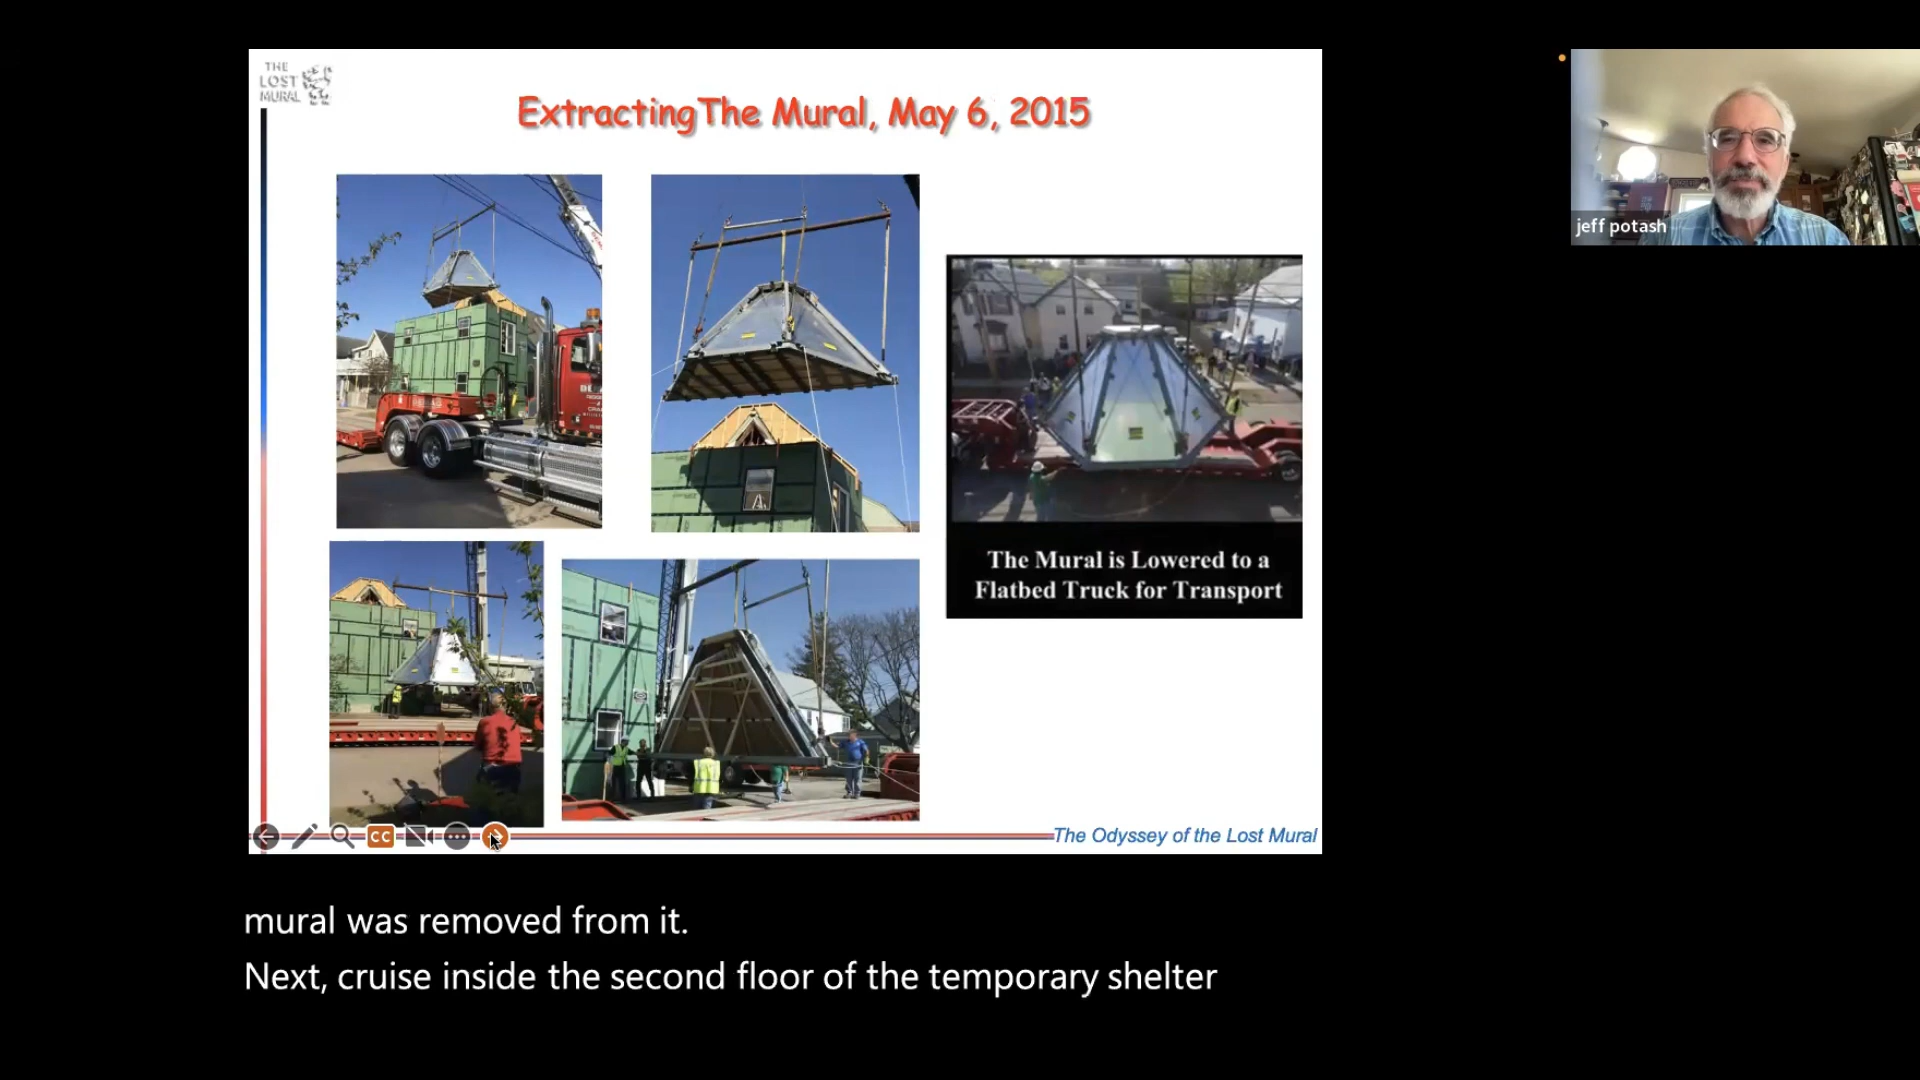 THE
LOST
MURAL
ExtractingThe Mural, May 6, 2015
jeff potash
The Mural is Lowered to a
Flatbed Truck for Transport
CC
The Odyssey of the Lost Mural
mural was removed from it.
Next, cruise inside the second floor of the temporary shelter